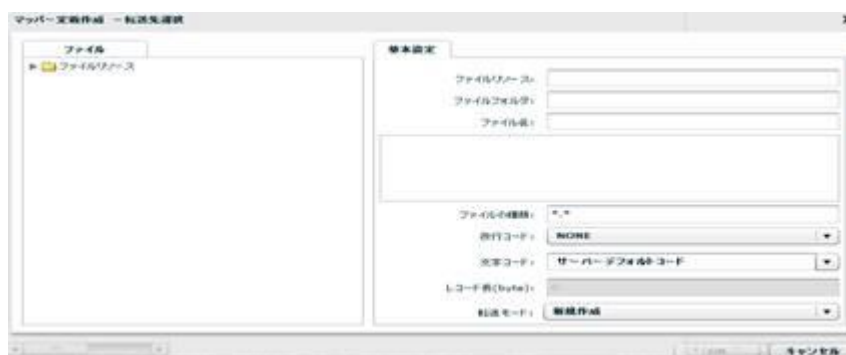 マッパー定義作成 －転送先選択
ファイル
ファイルリソース
基本設定
ファイルリソース:
ファイルフォルダ:
ファイル名:
ファイルの種類: *.*
改行コード: NONE
文字コード: サーバーデフォルトコード
レコード長(byte):
転送モード: 新規作成
キャンセル